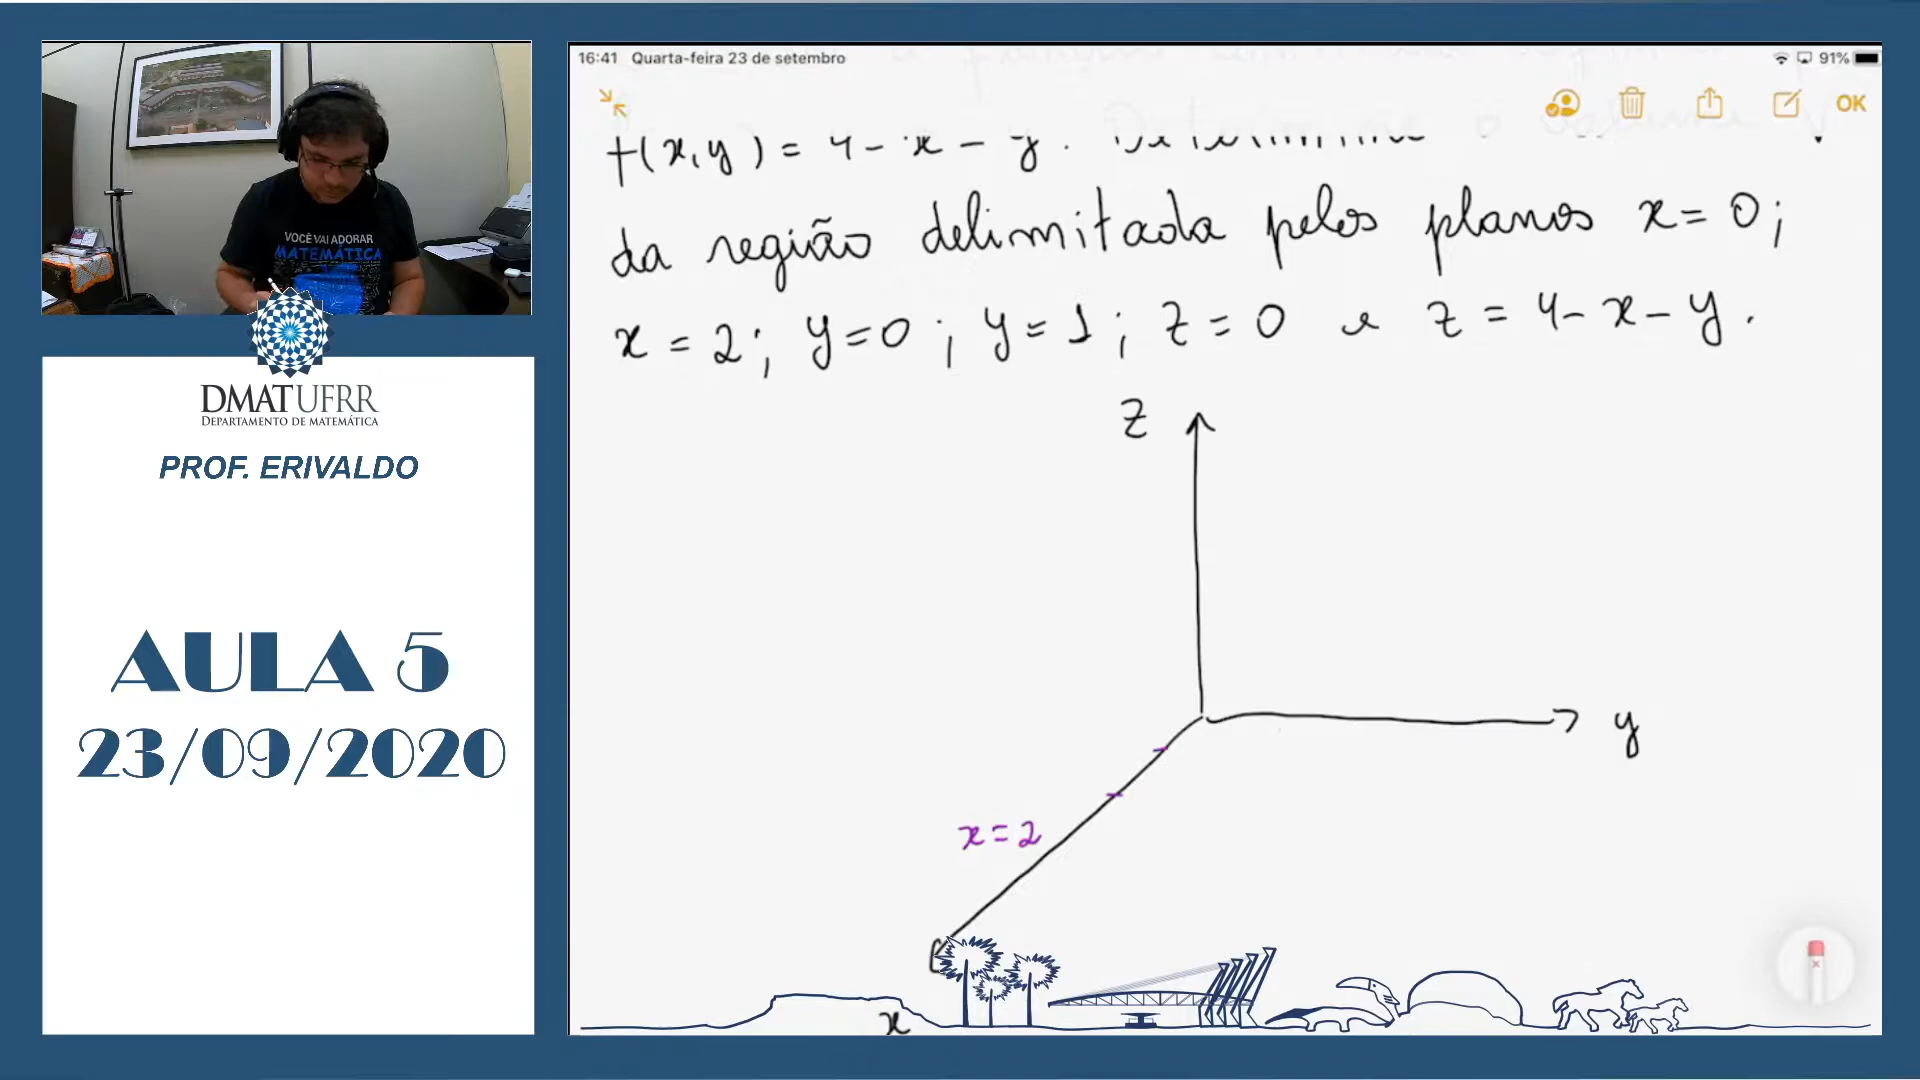 16:41 Quarta-feira 23 de setembro
91%
OK
f(x,y) = 4 - x - y. Determine o
da região delimitada pelos planos x = 0;
x = 2; y = 0; y = 1; z = 0 e z = 4 - x - y.
z
y
x = 2
x
VOCÊ VAI ADORAR
MATEMÁTICA
DMATUFRR
DEPARTAMENTO DE MATEMÁTICA
PROF. ERIVALDO
AULA 5
23/09/2020